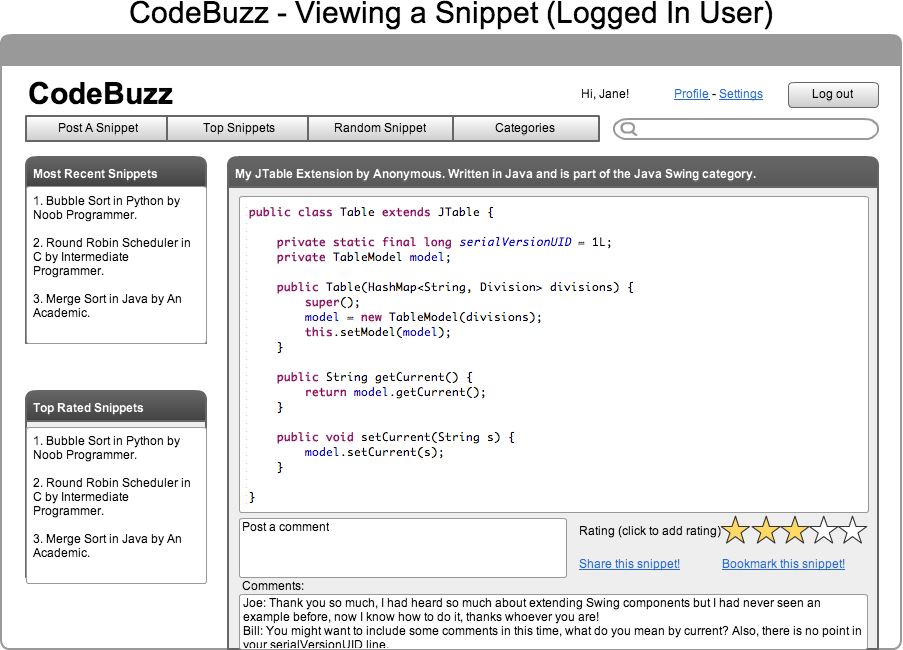 CodeBuzz - Viewing a Snippet (Logged In User)
CodeBuzz
Hi, Jane!
Profile - Settings
Log out
Post A Snippet
Top Snippets
Random Snippet
Categories
Most Recent Snippets
1. Bubble Sort in Python by
Noob Programmer.
2. Round Robin Scheduler in
C by Intermediate
Programmer.
3. Merge Sort in Java by An
Academic.
Top Rated Snippets
1. Bubble Sort in Python by
Noob Programmer.
2. Round Robin Scheduler in
C by Intermediate
Programmer.
3. Merge Sort in Java by An
Academic.
My JTable Extension by Anonymous. Written in Java and is part of the Java Swing category.
public class Table extends JTable {
private static final long serialVersionUID = 1L;
private TableModel model;
public Table(HashMap<String, Division> divisions) {
super();
model = new TableModel(divisions);
this.setModel(model);
}
public String getCurrent() {
return model.getCurrent();
}
public void setCurrent(String s) {
model.setCurrent(s);
}
}
Post a comment
Rating (click to add rating)
Share this snippet!
Bookmark this snippet!
Comments:
Joe: Thank you so much, I had heard so much about extending Swing components but I had never seen an
example before, now I know how to do it, thanks whoever you are!
Bill: You might want to include some comments in this time, what do you mean by current? Also, there is no point in
your serialVersionUID line.